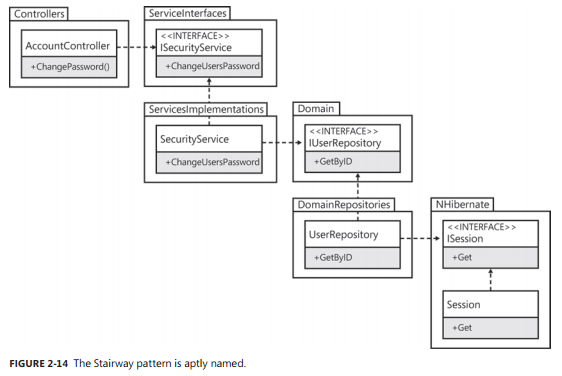 Controllers
AccountController
+ChangePassword()
ServiceInterfaces
<<INTERFACE>>
ISecurityService
+ChangeUsersPassword
ServicesImplementations
SecurityService
+ChangeUsersPassword
Domain
<<INTERFACE>>
IUserRepository
+GetByID
DomainRepositories
UserRepository
+GetByID
NHibernate
<<INTERFACE>>
ISession
+Get
Session
+Get
FIGURE 2-14 The Stairway pattern is aptly named.